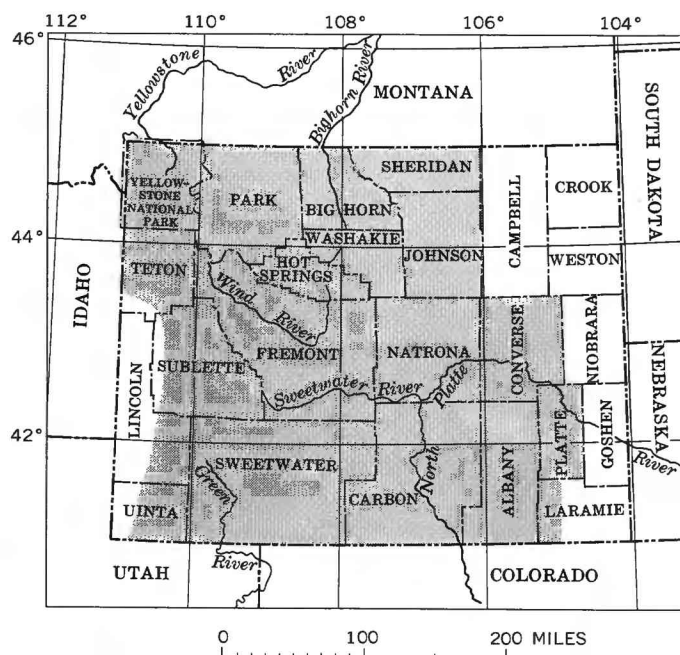 112° 110° 108° 106° 104°
46°
Yellowstone River
Bighorn River
MONTANA
SOUTH DAKOTA
YELLOW-
STONE
NATIONAL
PARK
PARK
BIG HORN
SHERIDAN
CAMPBELL
CROOK
WASHAKIE
JOHNSON
WESTON
44°
IDAHO
TETON
HOT
SPRINGS
Wind River
FREMONT
NATRONA
CONVERSE
NIOBRARA
SUBLETTE
LINCOLN
Sweetwater River
Platte
NEBRASKA
42°
SWEETWATER
Green
CARBON
North
ALBANY
PLATTE
GOSHEN
River
UINTA
LARAMIE
River
UTAH
COLORADO
0 100 200 MILES